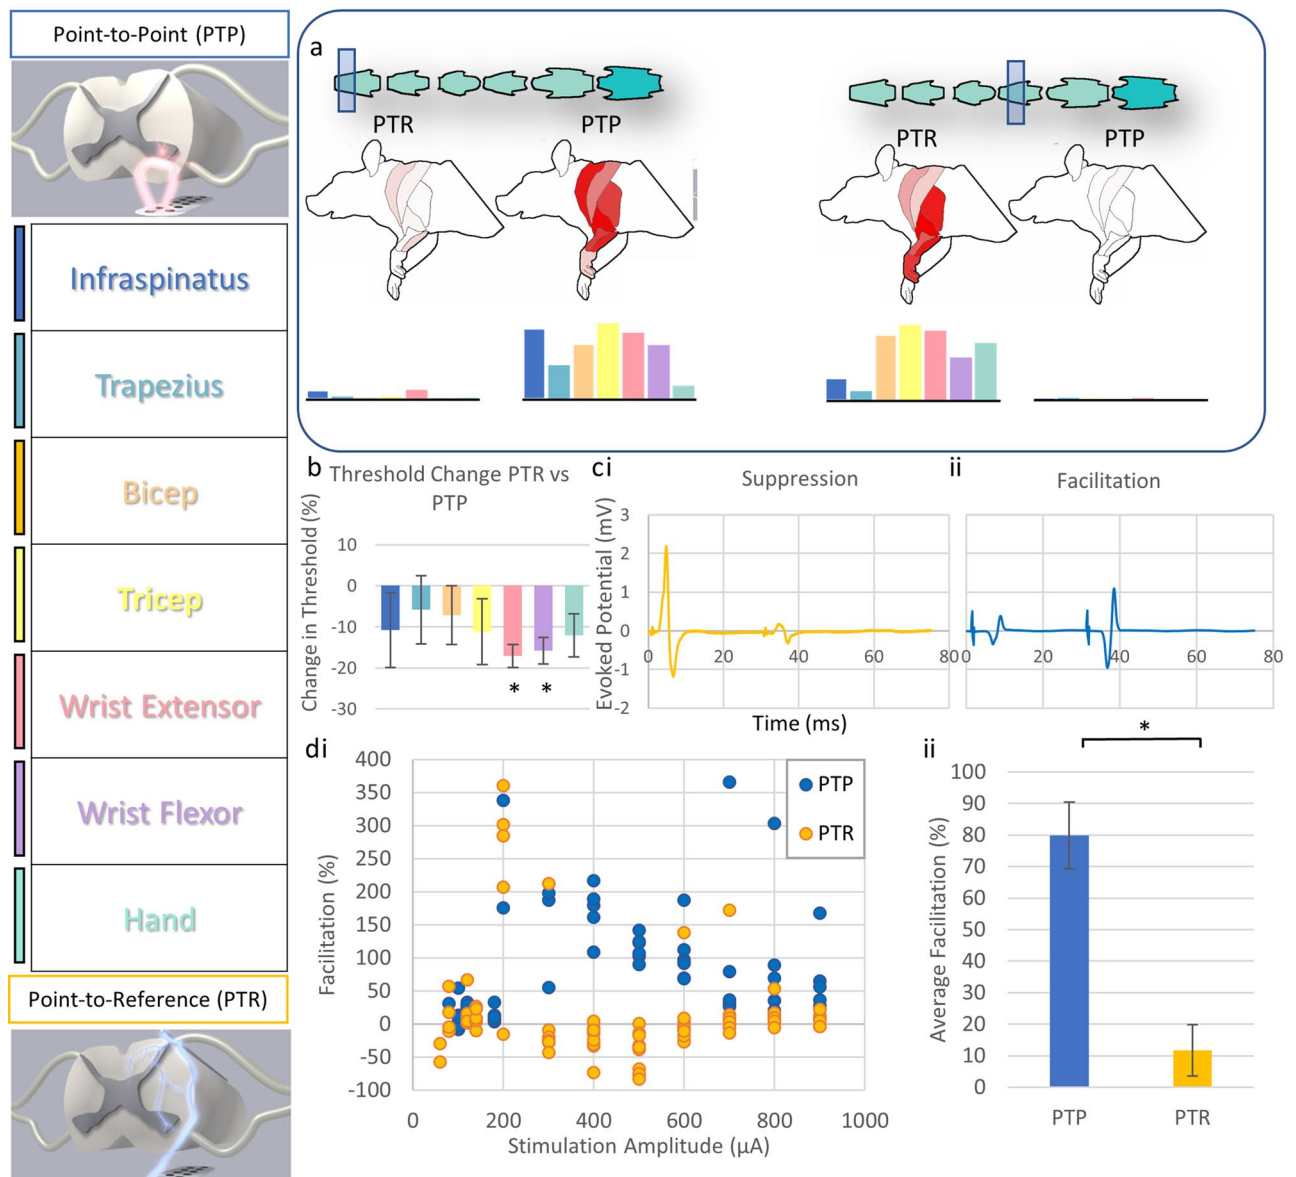 Point-to-Point (PTP)
Infraspinatus
Trapezius
Bicep
Tricep
Wrist Extensor
Wrist Flexor
Hand
Point-to-Reference (PTR)
a
PTR
PTP
PTR
PTP
b
Threshold Change PTR vs
PTP
Change in Threshold (%)
10
0
-10
-20
-30
*
*
ci
Suppression
Evoked Potential (mV)
3
2
1
0
-1
-2
0
20
40
60
80
ii
Facilitation
0
20
40
60
80
Time (ms)
di
Facilitation (%)
400
350
300
250
200
150
100
50
0
-50
-100
0
200
400
600
800
1000
Stimulation Amplitude (µA)
PTP
PTR
ii
*
Average Facilitation (%)
100
90
80
70
60
50
40
30
20
10
0
PTP
PTR